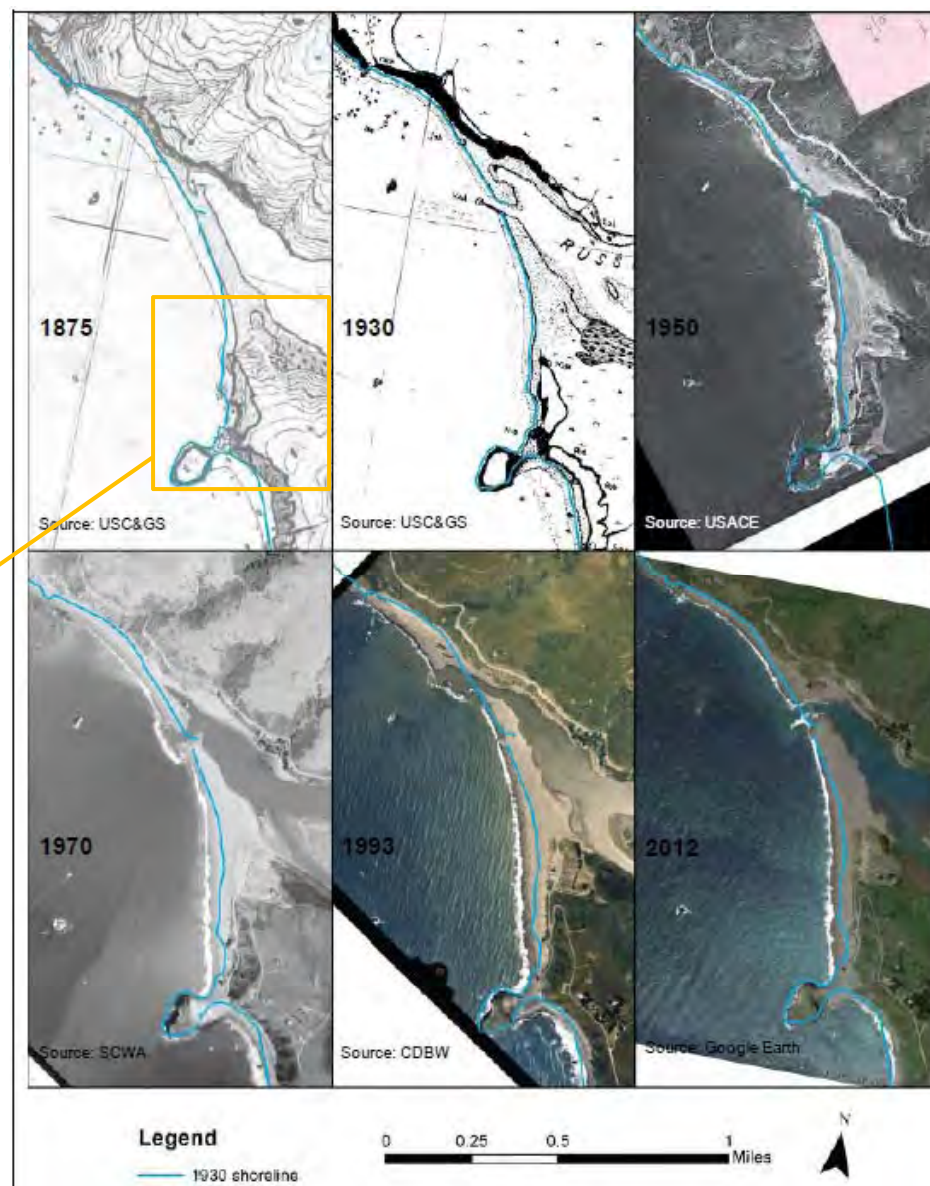 1875
Source: USC&GS
1930
RUSS
Source: USC&GS
1950
Source: USACE
1970
Source: SCWA
1993
Source: CDBW
2012
Source: Google Earth
Legend
1930 shoreline
0 0.25 0.5 1
Miles
N